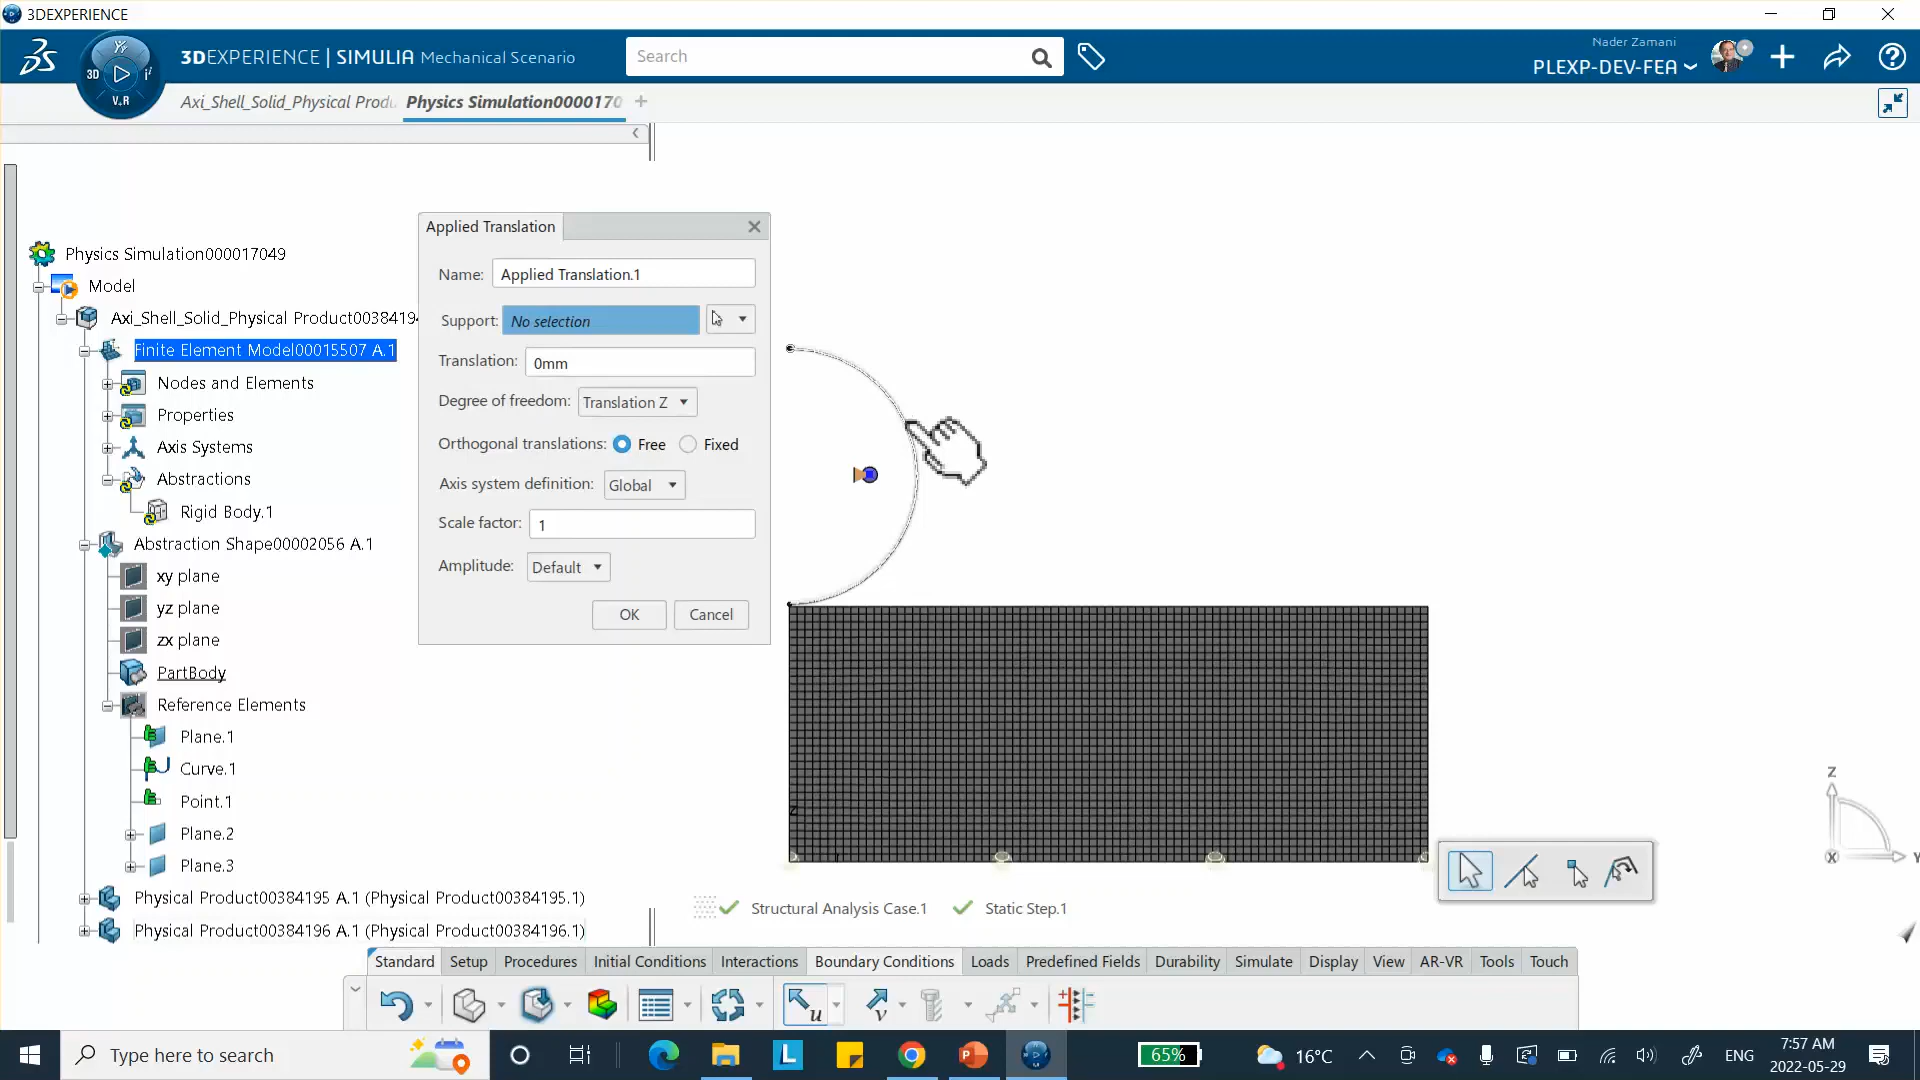 3DEXPERIENCE
3DEXPERIENCE | SIMULIA Mechanical Scenario
Search
Nader Zamani
PLEXP-DEV-FEA
3D
V.R
Axi_Shell_Solid_Physical Produ
Physics Simulation0000170
Physics Simulation000017049
Model
Axi_Shell_Solid_Physical Product00384194
Finite Element Model00015507 A.1
Nodes and Elements
Properties
Axis Systems
Abstractions
Rigid Body.1
Abstraction Shape00002056 A.1
xy plane
yz plane
zx plane
PartBody
Reference Elements
Plane.1
Curve.1
Point.1
Plane.2
Plane.3
Physical Product00384195 A.1 (Physical Product00384195.1)
Physical Product00384196 A.1 (Physical Product00384196.1)
Applied Translation
Name: Applied Translation.1
Support: No selection
Translation: 0mm
Degree of freedom: Translation Z
Orthogonal translations: Free Fixed
Axis system definition: Global
Scale factor: 1
Amplitude: Default
OK Cancel
Z
Z
X
Y
Structural Analysis Case.1 Static Step.1
Standard Setup Procedures Initial Conditions Interactions Boundary Conditions Loads Predefined Fields Durability Simulate Display View AR-VR Tools Touch
u
v
Type here to search
L
P
65%
16°C
ENG
7:57 AM
2022-05-29